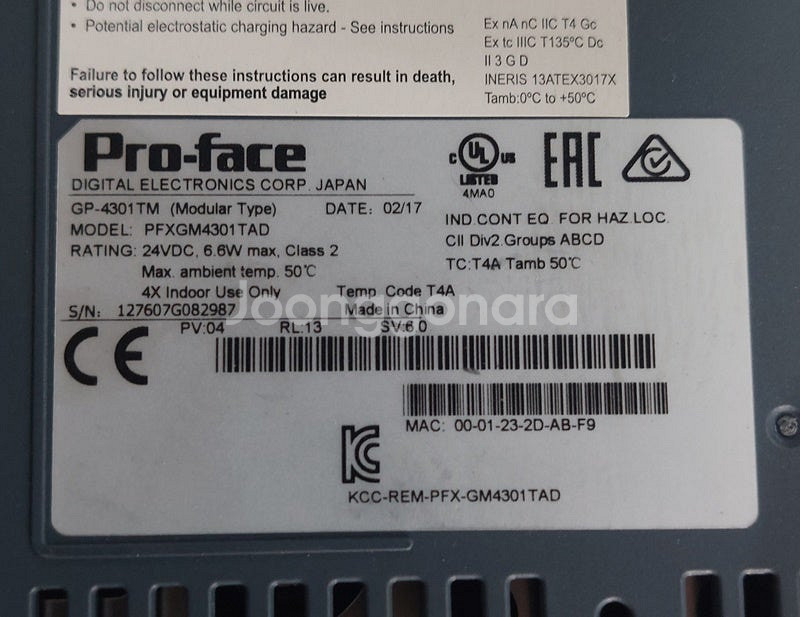 • Do not disconnect while circuit is live.
• Potential electrostatic charging hazard - See instructions
Failure to follow these instructions can result in death,
serious injury or equipment damage
Ex nA nC IIC T4 Gc
Ex tc IIIC T135°C Dc
II 3 G D
INERIS 13ATEX3017X
Tamb:0°C to +50°C
Pro-face
DIGITAL ELECTRONICS CORP. JAPAN
GP-4301TM (Modular Type) DATE: 02/17
MODEL: PFXGM4301TAD
RATING: 24VDC, 6.6W max, Class 2
Max. ambient temp. 50°C
4X Indoor Use Only Temp Code T4A
S/N: 127607G082987 Made in China
PV:04 RL:13 SV:6.0
C UL US
LISTED
4MA0
EAC
IND.CONT EQ. FOR HAZ.LOC.
CII Div2.Groups ABCD
TC:T4A Tamb 50°C
CE
MAC: 00-01-23-2D-AB-F9
KC
KCC-REM-PFX-GM4301TAD
Joonggonara